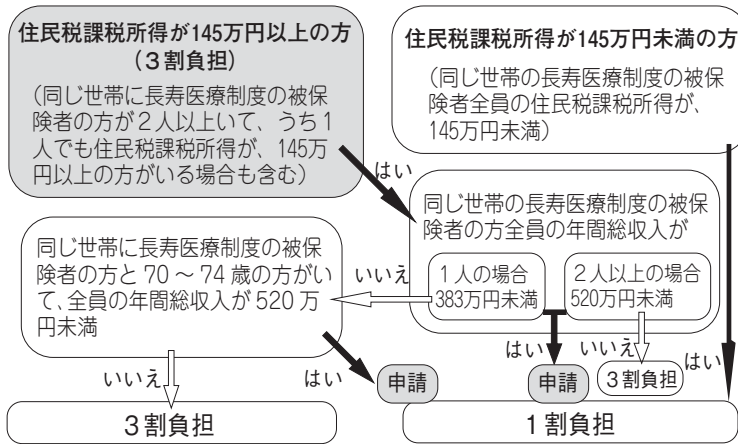 住民税課税所得が145万円以上の方
(３割負担)
(同じ世帯に長寿医療制度の被保
険者の方が２人以上いて、うち１
人でも住民税課税所得が、145万
円以上の方がいる場合も含む)
住民税課税所得が145万円未満の方
(同じ世帯の長寿医療制度の被保
険者全員の住民税課税所得が、
145万円未満)
はい
同じ世帯の長寿医療制度の被保
険者の方全員の年間総収入が
１人の場合
383万円未満
２人以上の場合
520万円未満
いいえ
同じ世帯に長寿医療制度の被保
険者の方と 70 ～ 74 歳の方がい
て、全員の年間総収入が 520 万
円未満
いいえ
はい
申請
はい
申請
いいえ
３割負担
はい
３割負担
１割負担